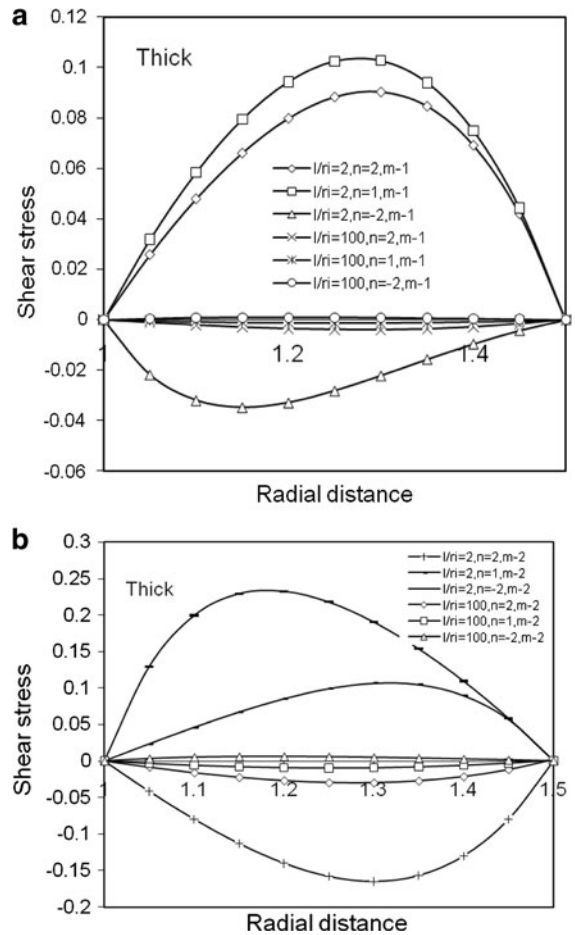 a
0.12
Thick
0.1
0.08
0.06
l/ri=2,n=2,m-1
l/ri=2,n=1,m-1
l/ri=2,n=-2,m-1
l/ri=100,n=2,m-1
l/ri=100,n=1,m-1
l/ri=100,n=-2,m-1
0.04
0.02
0
1
1.2
1.4
-0.02
-0.04
-0.06
Shear stress
Radial distance
b
0.3
Thick
l/ri=2,n=2,m-2
l/ri=2,n=1,m-2
l/ri=2,n=-2,m-2
l/ri=100,n=2,m-2
l/ri=100,n=1,m-2
l/ri=100,n=-2,m-2
0.25
0.2
0.15
0.1
0.05
0
1
1.1
1.2
1.3
1.4
1.5
-0.05
-0.1
-0.15
-0.2
Shear stress
Radial distance